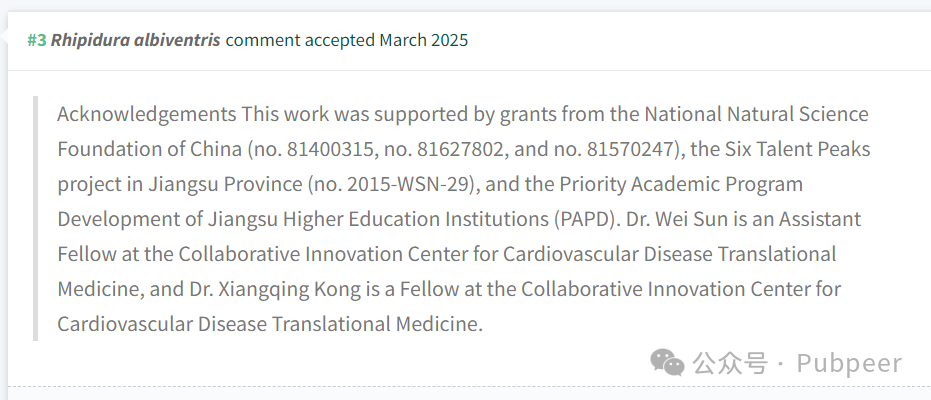 #3 Rhipidura albiventris comment accepted March 2025
Acknowledgements This work was supported by grants from the National Natural Science
Foundation of China (no. 81400315, no. 81627802, and no. 81570247), the Six Talent Peaks
project in Jiangsu Province (no. 2015-WSN-29), and the Priority Academic Program
Development of Jiangsu Higher Education Institutions (PAPD). Dr. Wei Sun is an Assistant
Fellow at the Collaborative Innovation Center for Cardiovascular Disease Translational
Medicine, and Dr. Xiangqing Kong is a Fellow at the Collaborative Innovation Center for
Cardiovascular Disease Translational Medicine.
公众号 · Pubpeer